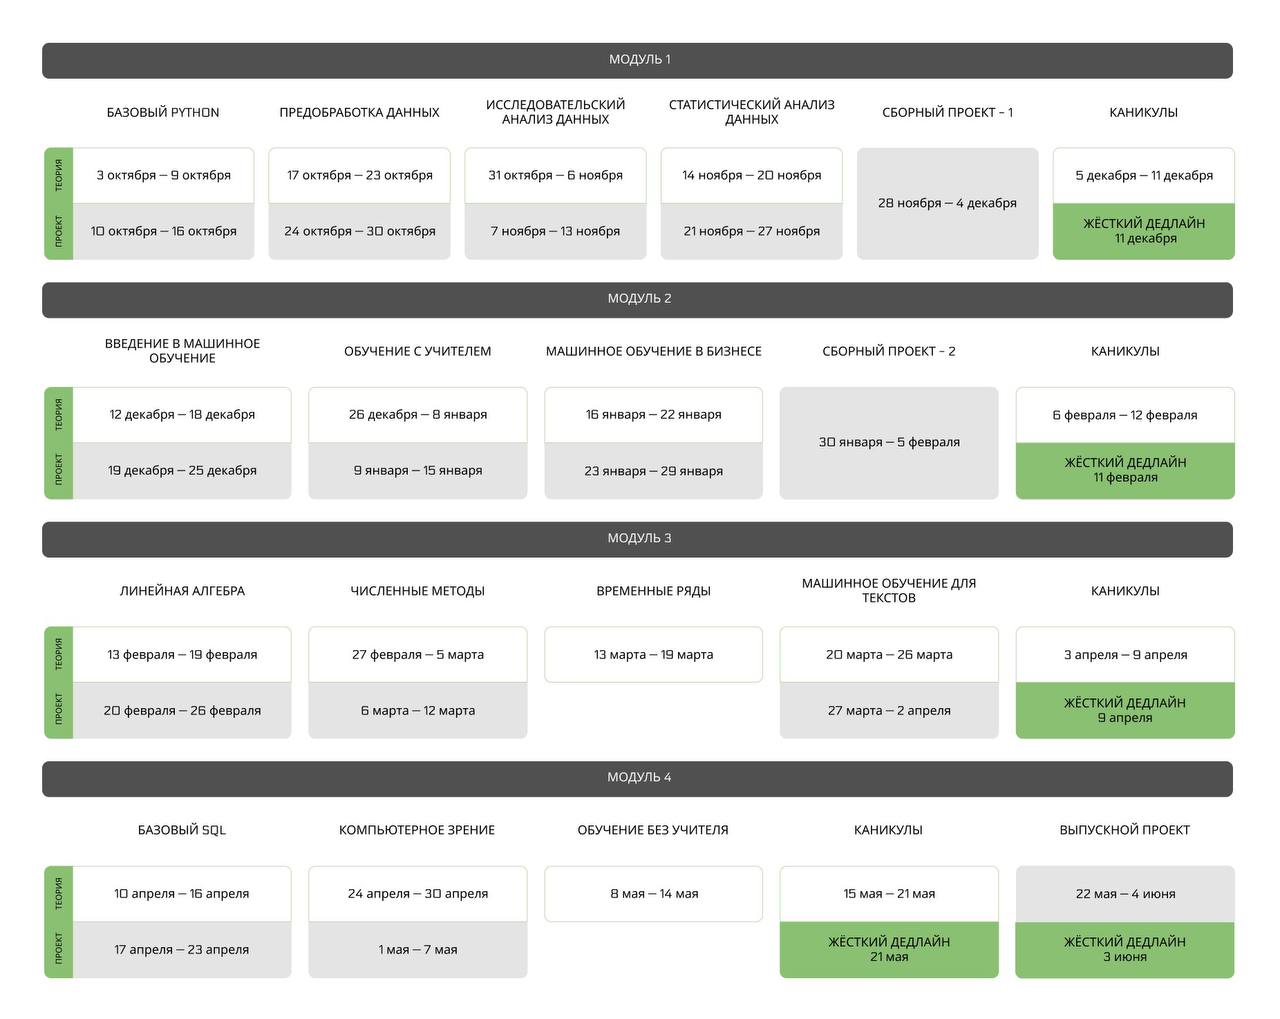 МОДУЛЬ 1
БАЗОВЫЙ PYTHON
ПРЕДОБРАБОТКА ДАННЫХ
ИССЛЕДОВАТЕЛЬСКИЙ
АНАЛИЗ ДАННЫХ
СТАТИСТИЧЕСКИЙ АНАЛИЗ
ДАННЫХ
СБОРНЫЙ ПРОЕКТ – 1
КАНИКУЛЫ
ТЕОРИЯ
3 октября — 9 октября
17 октября — 23 октября
31 октября — 6 ноября
14 ноября — 20 ноября
28 ноября — 4 декабря
5 декабря — 11 декабря
ПРОЕКТ
10 октября — 16 октября
24 октября — 30 октября
7 ноября — 13 ноября
21 ноября — 27 ноября
ЖЁСТКИЙ ДЕДЛАЙН
11 декабря
МОДУЛЬ 2
ВВЕДЕНИЕ В МАШИННОЕ
ОБУЧЕНИЕ
ОБУЧЕНИЕ С УЧИТЕЛЕМ
МАШИННОЕ ОБУЧЕНИЕ В БИЗНЕСЕ
СБОРНЫЙ ПРОЕКТ – 2
КАНИКУЛЫ
ТЕОРИЯ
12 декабря — 18 декабря
26 декабря — 8 января
16 января — 22 января
30 января — 5 февраля
6 февраля — 12 февраля
ПРОЕКТ
19 декабря — 25 декабря
9 января — 15 января
23 января — 29 января
ЖЁСТКИЙ ДЕДЛАЙН
11 февраля
МОДУЛЬ 3
ЛИНЕЙНАЯ АЛГЕБРА
ЧИСЛЕННЫЕ МЕТОДЫ
ВРЕМЕННЫЕ РЯДЫ
МАШИННОЕ ОБУЧЕНИЕ ДЛЯ
ТЕКСТОВ
КАНИКУЛЫ
ТЕОРИЯ
13 февраля — 19 февраля
27 февраля — 5 марта
13 марта — 19 марта
20 марта — 26 марта
3 апреля — 9 апреля
ПРОЕКТ
20 февраля — 26 февраля
6 марта — 12 марта
27 марта — 2 апреля
ЖЁСТКИЙ ДЕДЛАЙН
9 апреля
МОДУЛЬ 4
БАЗОВЫЙ SQL
КОМПЬЮТЕРНОЕ ЗРЕНИЕ
ОБУЧЕНИЕ БЕЗ УЧИТЕЛЯ
КАНИКУЛЫ
ВЫПУСКНОЙ ПРОЕКТ
ТЕОРИЯ
10 апреля — 16 апреля
24 апреля — 30 апреля
8 мая — 14 мая
15 мая — 21 мая
22 мая — 4 июня
ПРОЕКТ
17 апреля — 23 апреля
1 мая — 7 мая
ЖЁСТКИЙ ДЕДЛАЙН
21 мая
ЖЁСТКИЙ ДЕДЛАЙН
3 июня